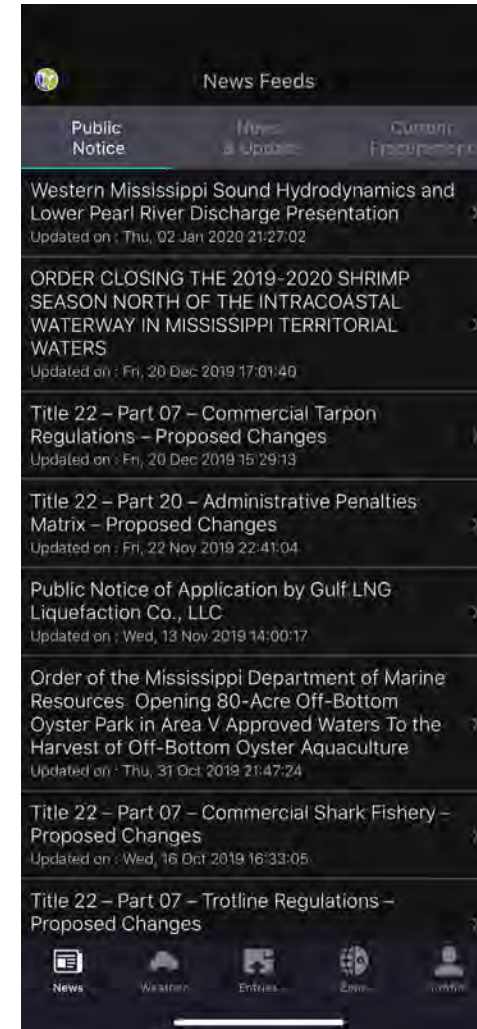 News Feeds
Public
Notice
News
& Update
Current
Procurement
Western Mississippi Sound Hydrodynamics and
Lower Pearl River Discharge Presentation
Updated on : Thu, 02 Jan 2020 21:27:02
ORDER CLOSING THE 2019-2020 SHRIMP
SEASON NORTH OF THE INTRACOASTAL
WATERWAY IN MISSISSIPPI TERRITORIAL
WATERS
Updated on : Fri, 20 Dec 2019 17:01:40
Title 22 – Part 07 – Commercial Tarpon
Regulations – Proposed Changes
Updated on : Fri, 20 Dec 2019 15:29:13
Title 22 – Part 20 – Administrative Penalties
Matrix – Proposed Changes
Updated on : Fri, 22 Nov 2019 22:41:04
Public Notice of Application by Gulf LNG
Liquefaction Co., LLC
Updated on : Wed, 13 Nov 2019 14:00:17
Order of the Mississippi Department of Marine
Resources Opening 80-Acre Off-Bottom
Oyster Park in Area V Approved Waters To the
Harvest of Off-Bottom Oyster Aquaculture
Updated on : Thu, 31 Oct 2019 21:47:24
Title 22 – Part 07 – Commercial Shark Fishery –
Proposed Changes
Updated on : Wed, 16 Oct 2019 16:33:05
Title 22 – Part 07 – Trotline Regulations –
Proposed Changes
News
Weather
Entries
Zone